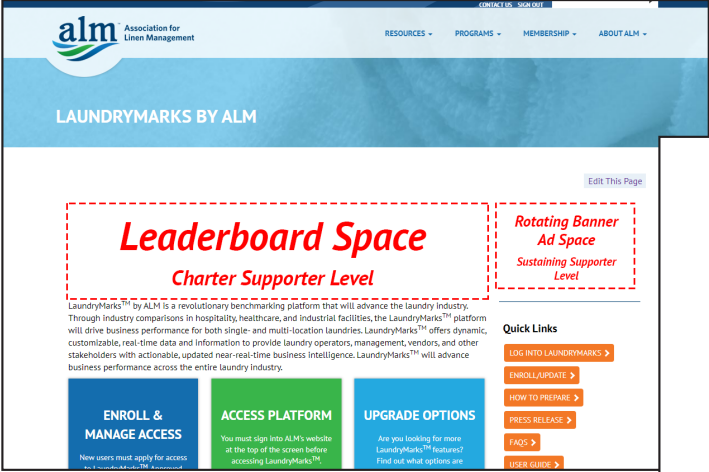 CONTACT US SIGN OUT
alm™ Association for
Linen Management
RESOURCES PROGRAMS MEMBERSHIP ABOUT ALM
LAUNDRYMARKS BY ALM
Edit This Page
Leaderboard Space
Charter Supporter Level
Rotating Banner
Ad Space
Sustaining Supporter
Level
LaundryMarks™ by ALM is a revolutionary benchmarking platform that will advance the laundry industry.
Through industry comparisons in hospitality, healthcare, and industrial facilities, the LaundryMarks™ platform
will drive business performance for both single- and multi-location laundries. LaundryMarks™ offers dynamic,
customizable, real-time data and information to provide laundry operators, management, vendors, and other
stakeholders with actionable, updated near-real-time business intelligence. LaundryMarks™ will advance
business performance across the entire laundry industry.
Quick Links
LOG INTO LAUNDRYMARKS
ENROLL/UPDATE
HOW TO PREPARE
PRESS RELEASE
FAQS
USER GUIDE
ENROLL &
MANAGE ACCESS
New users must apply for access
to LaundryMarks™ Approved
ACCESS PLATFORM
You must sign into ALM's website
at the top of the screen before
accessing LaundryMarks™.
UPGRADE OPTIONS
Are you looking for more
LaundryMarks™ features?
Find out what options are